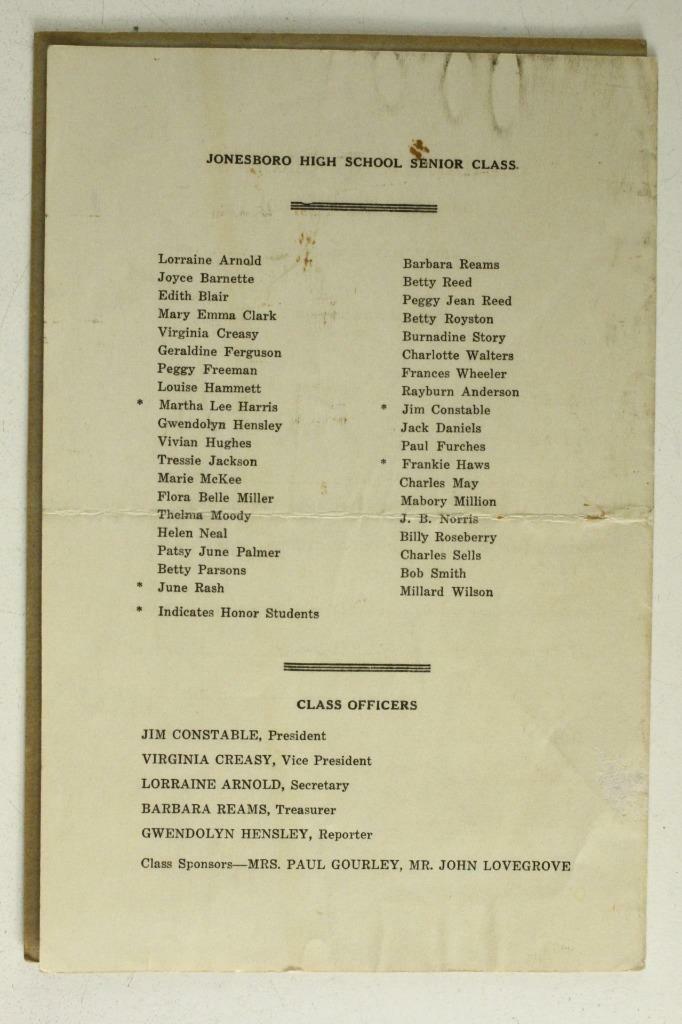 JONESBORO HIGH SCHOOL SENIOR CLASS.
Lorraine Arnold
Joyce Barnette
Edith Blair
Mary Emma Clark
Virginia Creasy
Geraldine Ferguson
Peggy Freeman
Louise Hammett
* Martha Lee Harris
Gwendolyn Hensley
Vivian Hughes
Tressie Jackson
Marie McKee
Flora Belle Miller
Thelma Moody
Helen Neal
Patsy June Palmer
Betty Parsons
* June Rash
* Indicates Honor Students
Barbara Reams
Betty Reed
Peggy Jean Reed
Betty Royston
Burnadine Story
Charlotte Walters
Frances Wheeler
Rayburn Anderson
* Jim Constable
Jack Daniels
Paul Furches
* Frankie Haws
Charles May
Mabory Million
J. B. Norris
Billy Roseberry
Charles Sells
Bob Smith
Millard Wilson
CLASS OFFICERS
JIM CONSTABLE, President
VIRGINIA CREASY, Vice President
LORRAINE ARNOLD, Secretary
BARBARA REAMS, Treasurer
GWENDOLYN HENSLEY, Reporter
Class Sponsors—MRS. PAUL GOURLEY, MR. JOHN LOVEGROVE